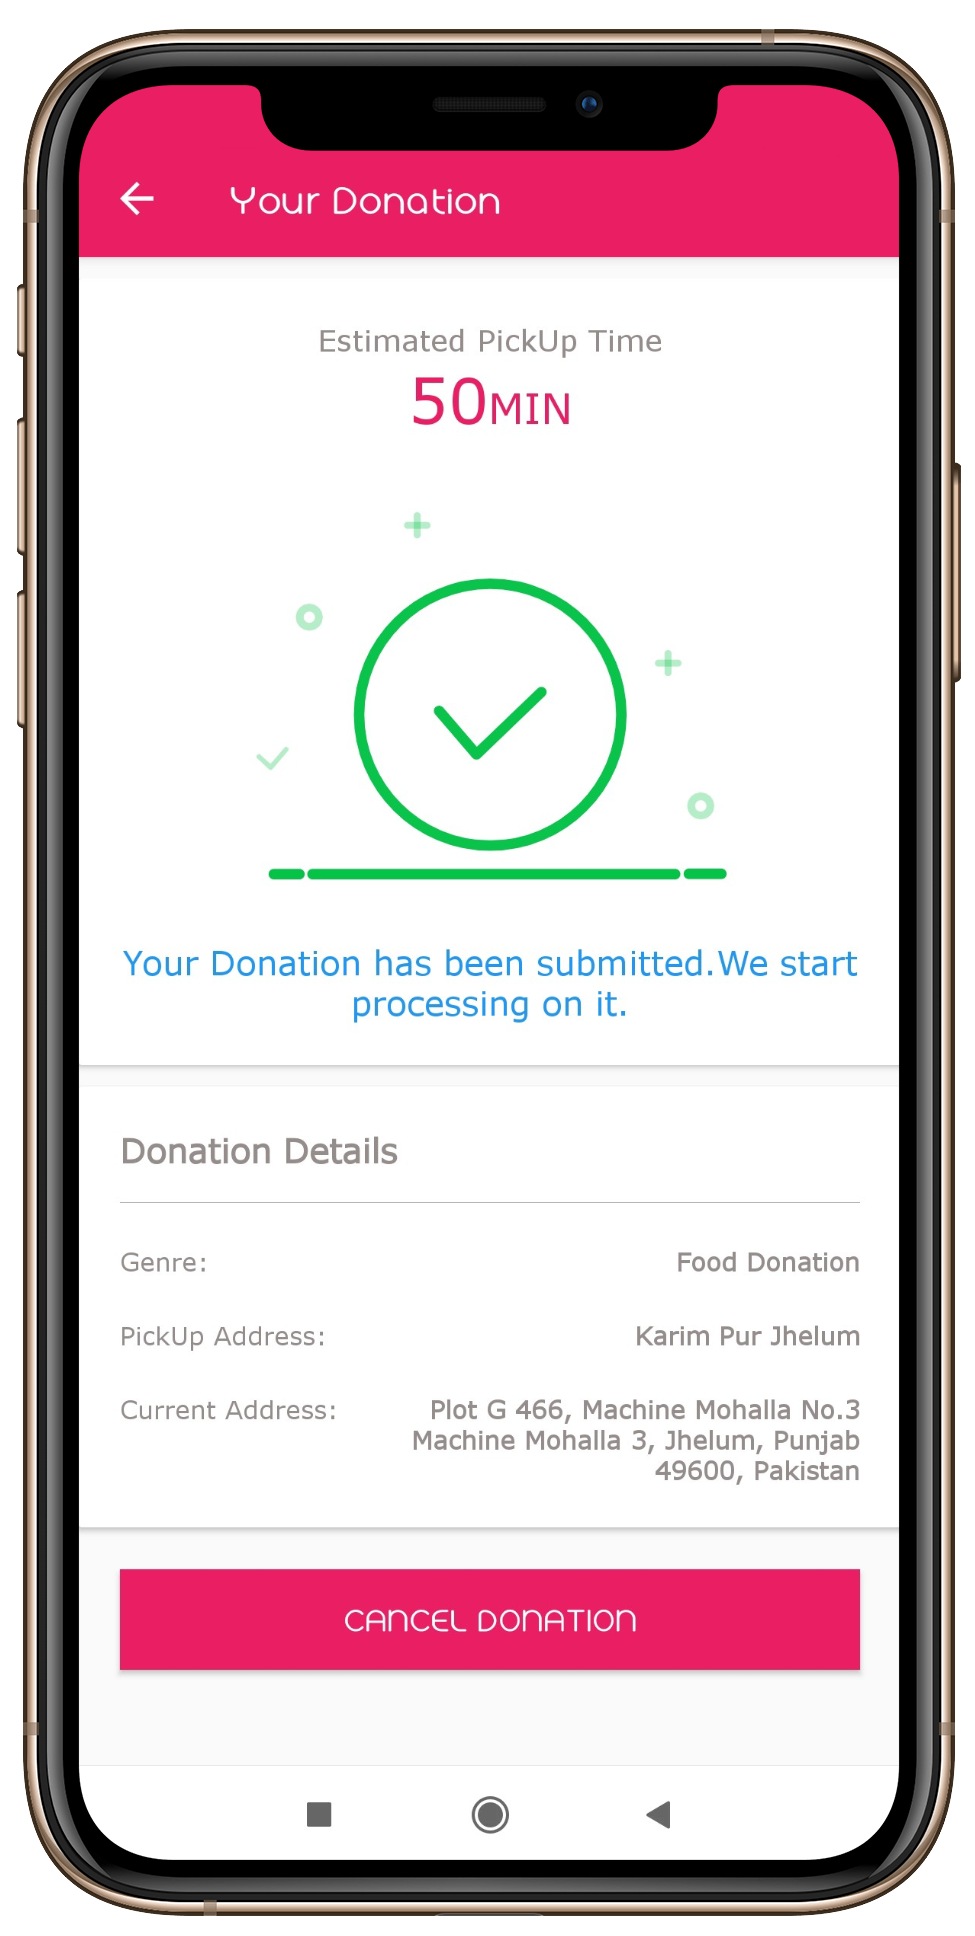 Your Donation
Estimated PickUp Time
50MIN
Your Donation has been submitted.We start
processing on it.
Donation Details
Genre: Food Donation
PickUp Address: Karim Pur Jhelum
Current Address: Plot G 466, Machine Mohalla No.3
Machine Mohalla 3, Jhelum, Punjab
49600, Pakistan
CANCEL DONATION